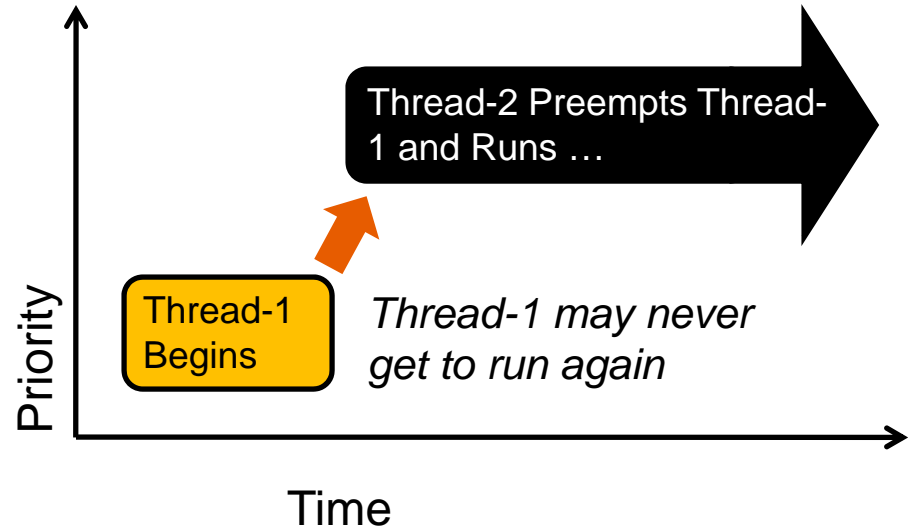 Thread-2 Preempts Thread-
1 and Runs …
Thread-1
Begins
Thread-1 may never
get to run again
Priority
Time